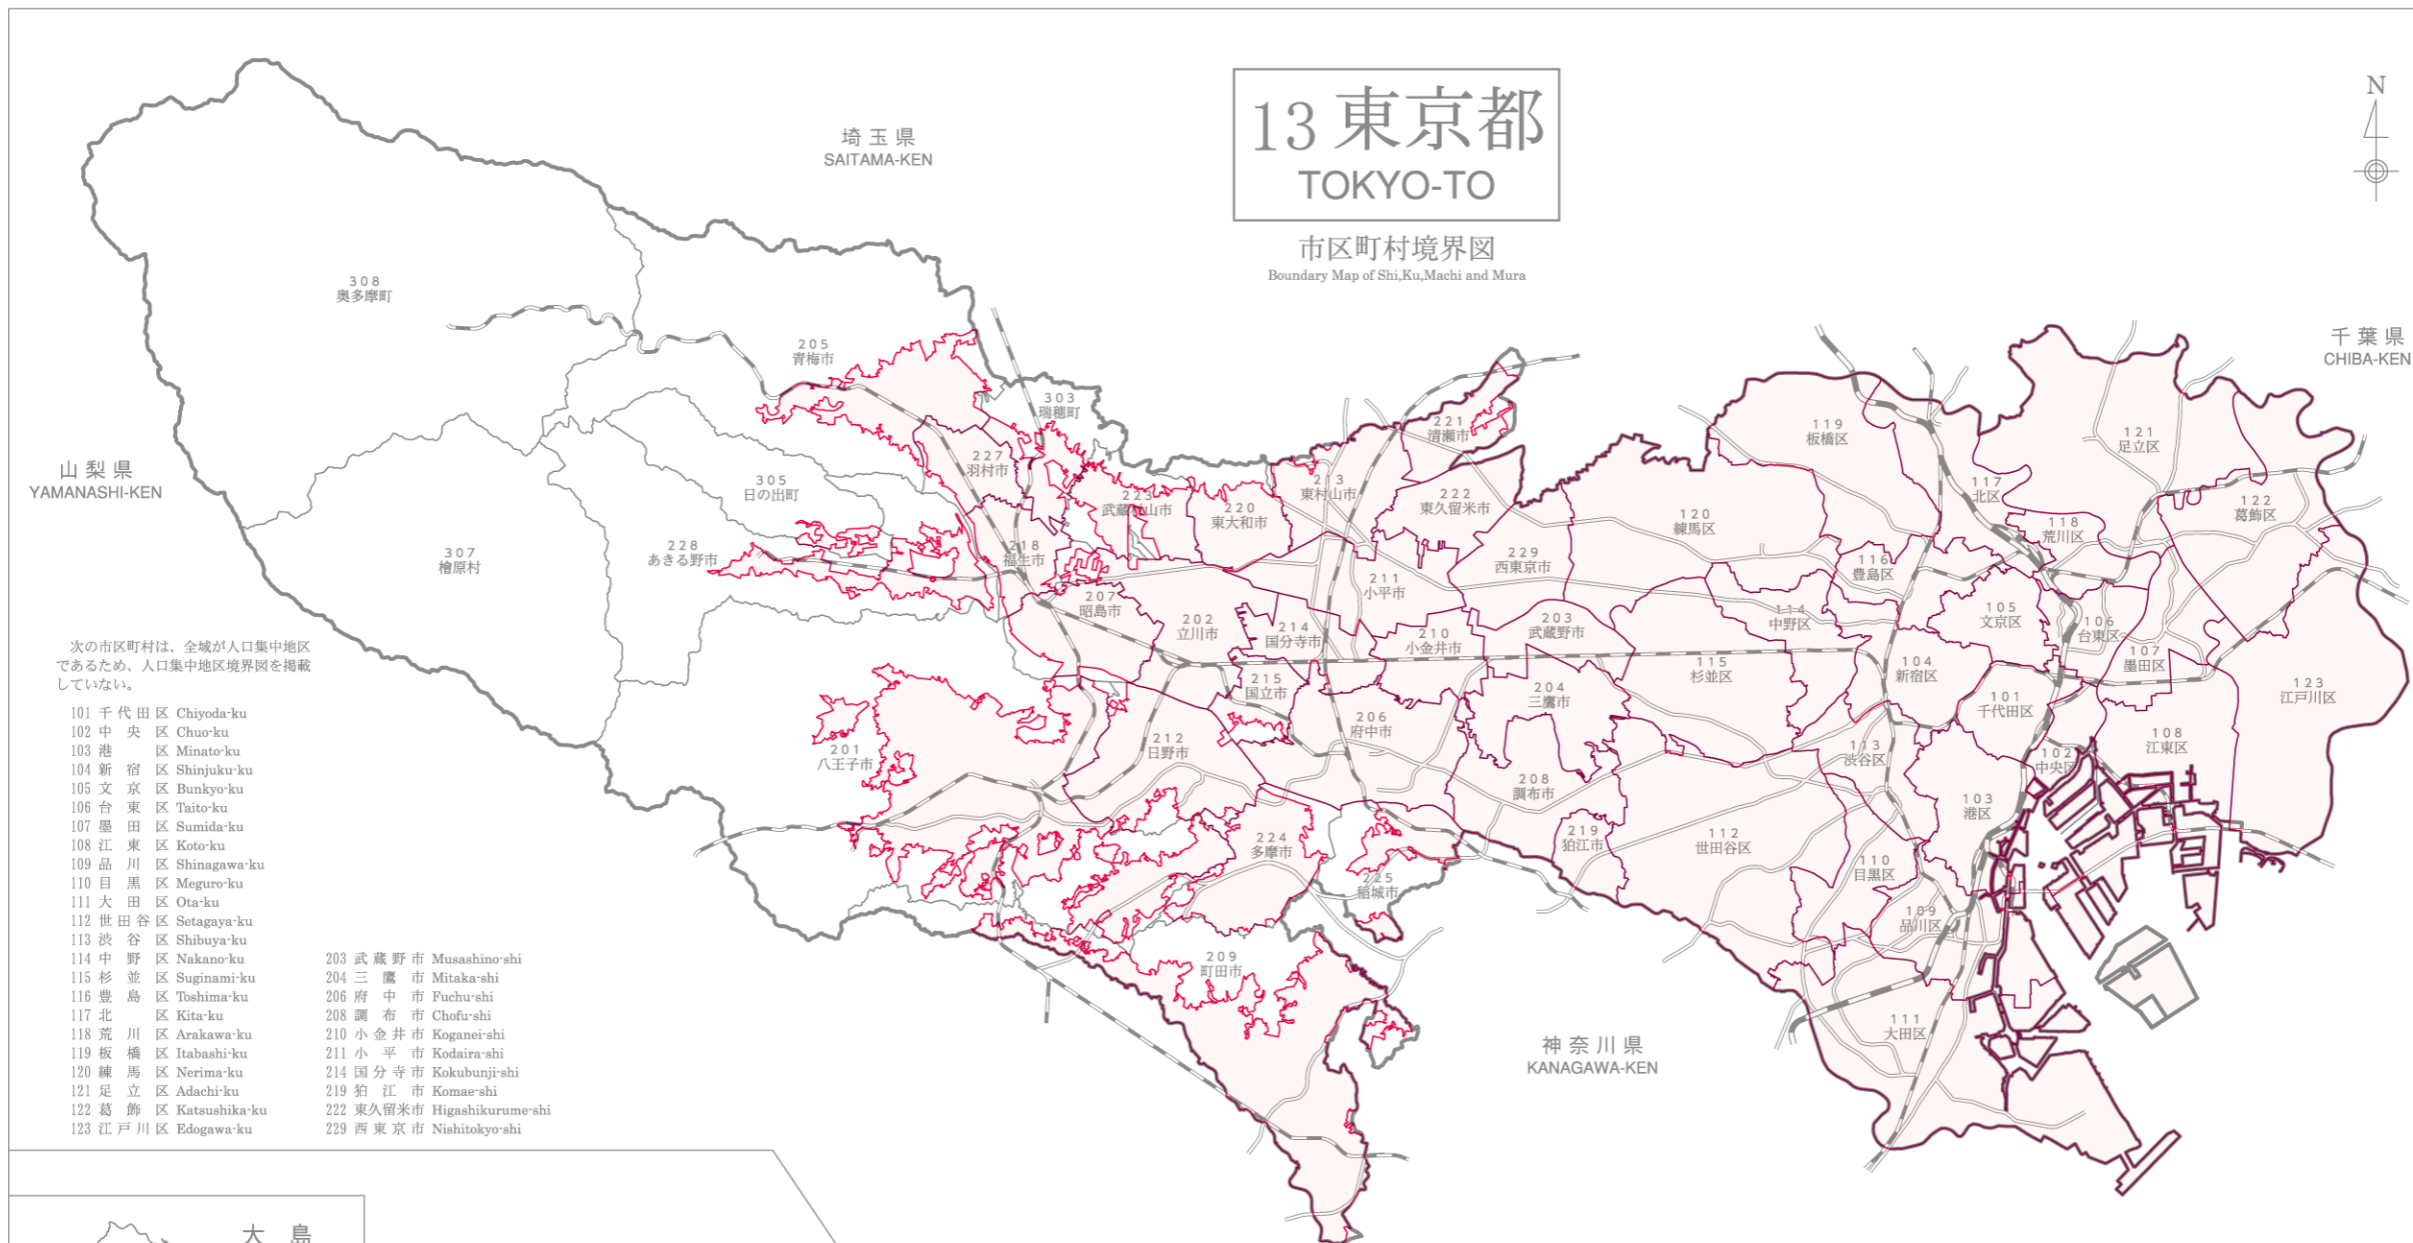 13 東京都
TOKYO-TO
市区町村境界図
Boundary Map of Shi,Ku,Machi and Mura
N
埼玉県
SAITAMA-KEN
千葉県
CHIBA-KEN
山梨県
YAMANASHI-KEN
神奈川県
KANAGAWA-KEN
308
奥多摩町
205
青梅市
303
瑞穂町
227
羽村市
305
日の出町
307
檜原村
228
あきる野市
218
福生市
223
武蔵村山市
220
東大和市
213
東村山市
221
清瀬市
222
東久留米市
229
西東京市
207
昭島市
202
立川市
214
国分寺市
211
小平市
210
小金井市
203
武蔵野市
215
国立市
204
三鷹市
206
府中市
201
八王子市
212
日野市
208
調布市
219
狛江市
224
多摩市
225
稲城市
209
町田市
119
板橋区
121
足立区
117
北区
122
葛飾区
118
荒川区
120
練馬区
116
豊島区
105
文京区
114
中野区
106
台東区
107
墨田区
115
杉並区
104
新宿区
101
千代田区
123
江戸川区
108
江東区
102
中央区
113
渋谷区
103
港区
112
世田谷区
110
目黒区
109
品川区
111
大田区
次の市区町村は、全域が人口集中地区
であるため、人口集中地区境界図を掲載
していない。
101 千代田区 Chiyoda-ku
102 中央区 Chuo-ku
103 港区 Minato-ku
104 新宿区 Shinjuku-ku
105 文京区 Bunkyo-ku
106 台東区 Taito-ku
107 墨田区 Sumida-ku
108 江東区 Koto-ku
109 品川区 Shinagawa-ku
110 目黒区 Meguro-ku
111 大田区 Ota-ku
112 世田谷区 Setagaya-ku
113 渋谷区 Shibuya-ku
114 中野区 Nakano-ku
115 杉並区 Suginami-ku
116 豊島区 Toshima-ku
117 北区 Kita-ku
118 荒川区 Arakawa-ku
119 板橋区 Itabashi-ku
120 練馬区 Nerima-ku
121 足立区 Adachi-ku
122 葛飾区 Katsushika-ku
123 江戸川区 Edogawa-ku
203 武蔵野市 Musashino-shi
204 三鷹市 Mitaka-shi
206 府中市 Fuchu-shi
208 調布市 Chofu-shi
210 小金井市 Koganei-shi
211 小平市 Kodaira-shi
214 国分寺市 Kokubunji-shi
219 狛江市 Komae-shi
222 東久留米市 Higashikurume-shi
229 西東京市 Nishitokyo-shi
大島